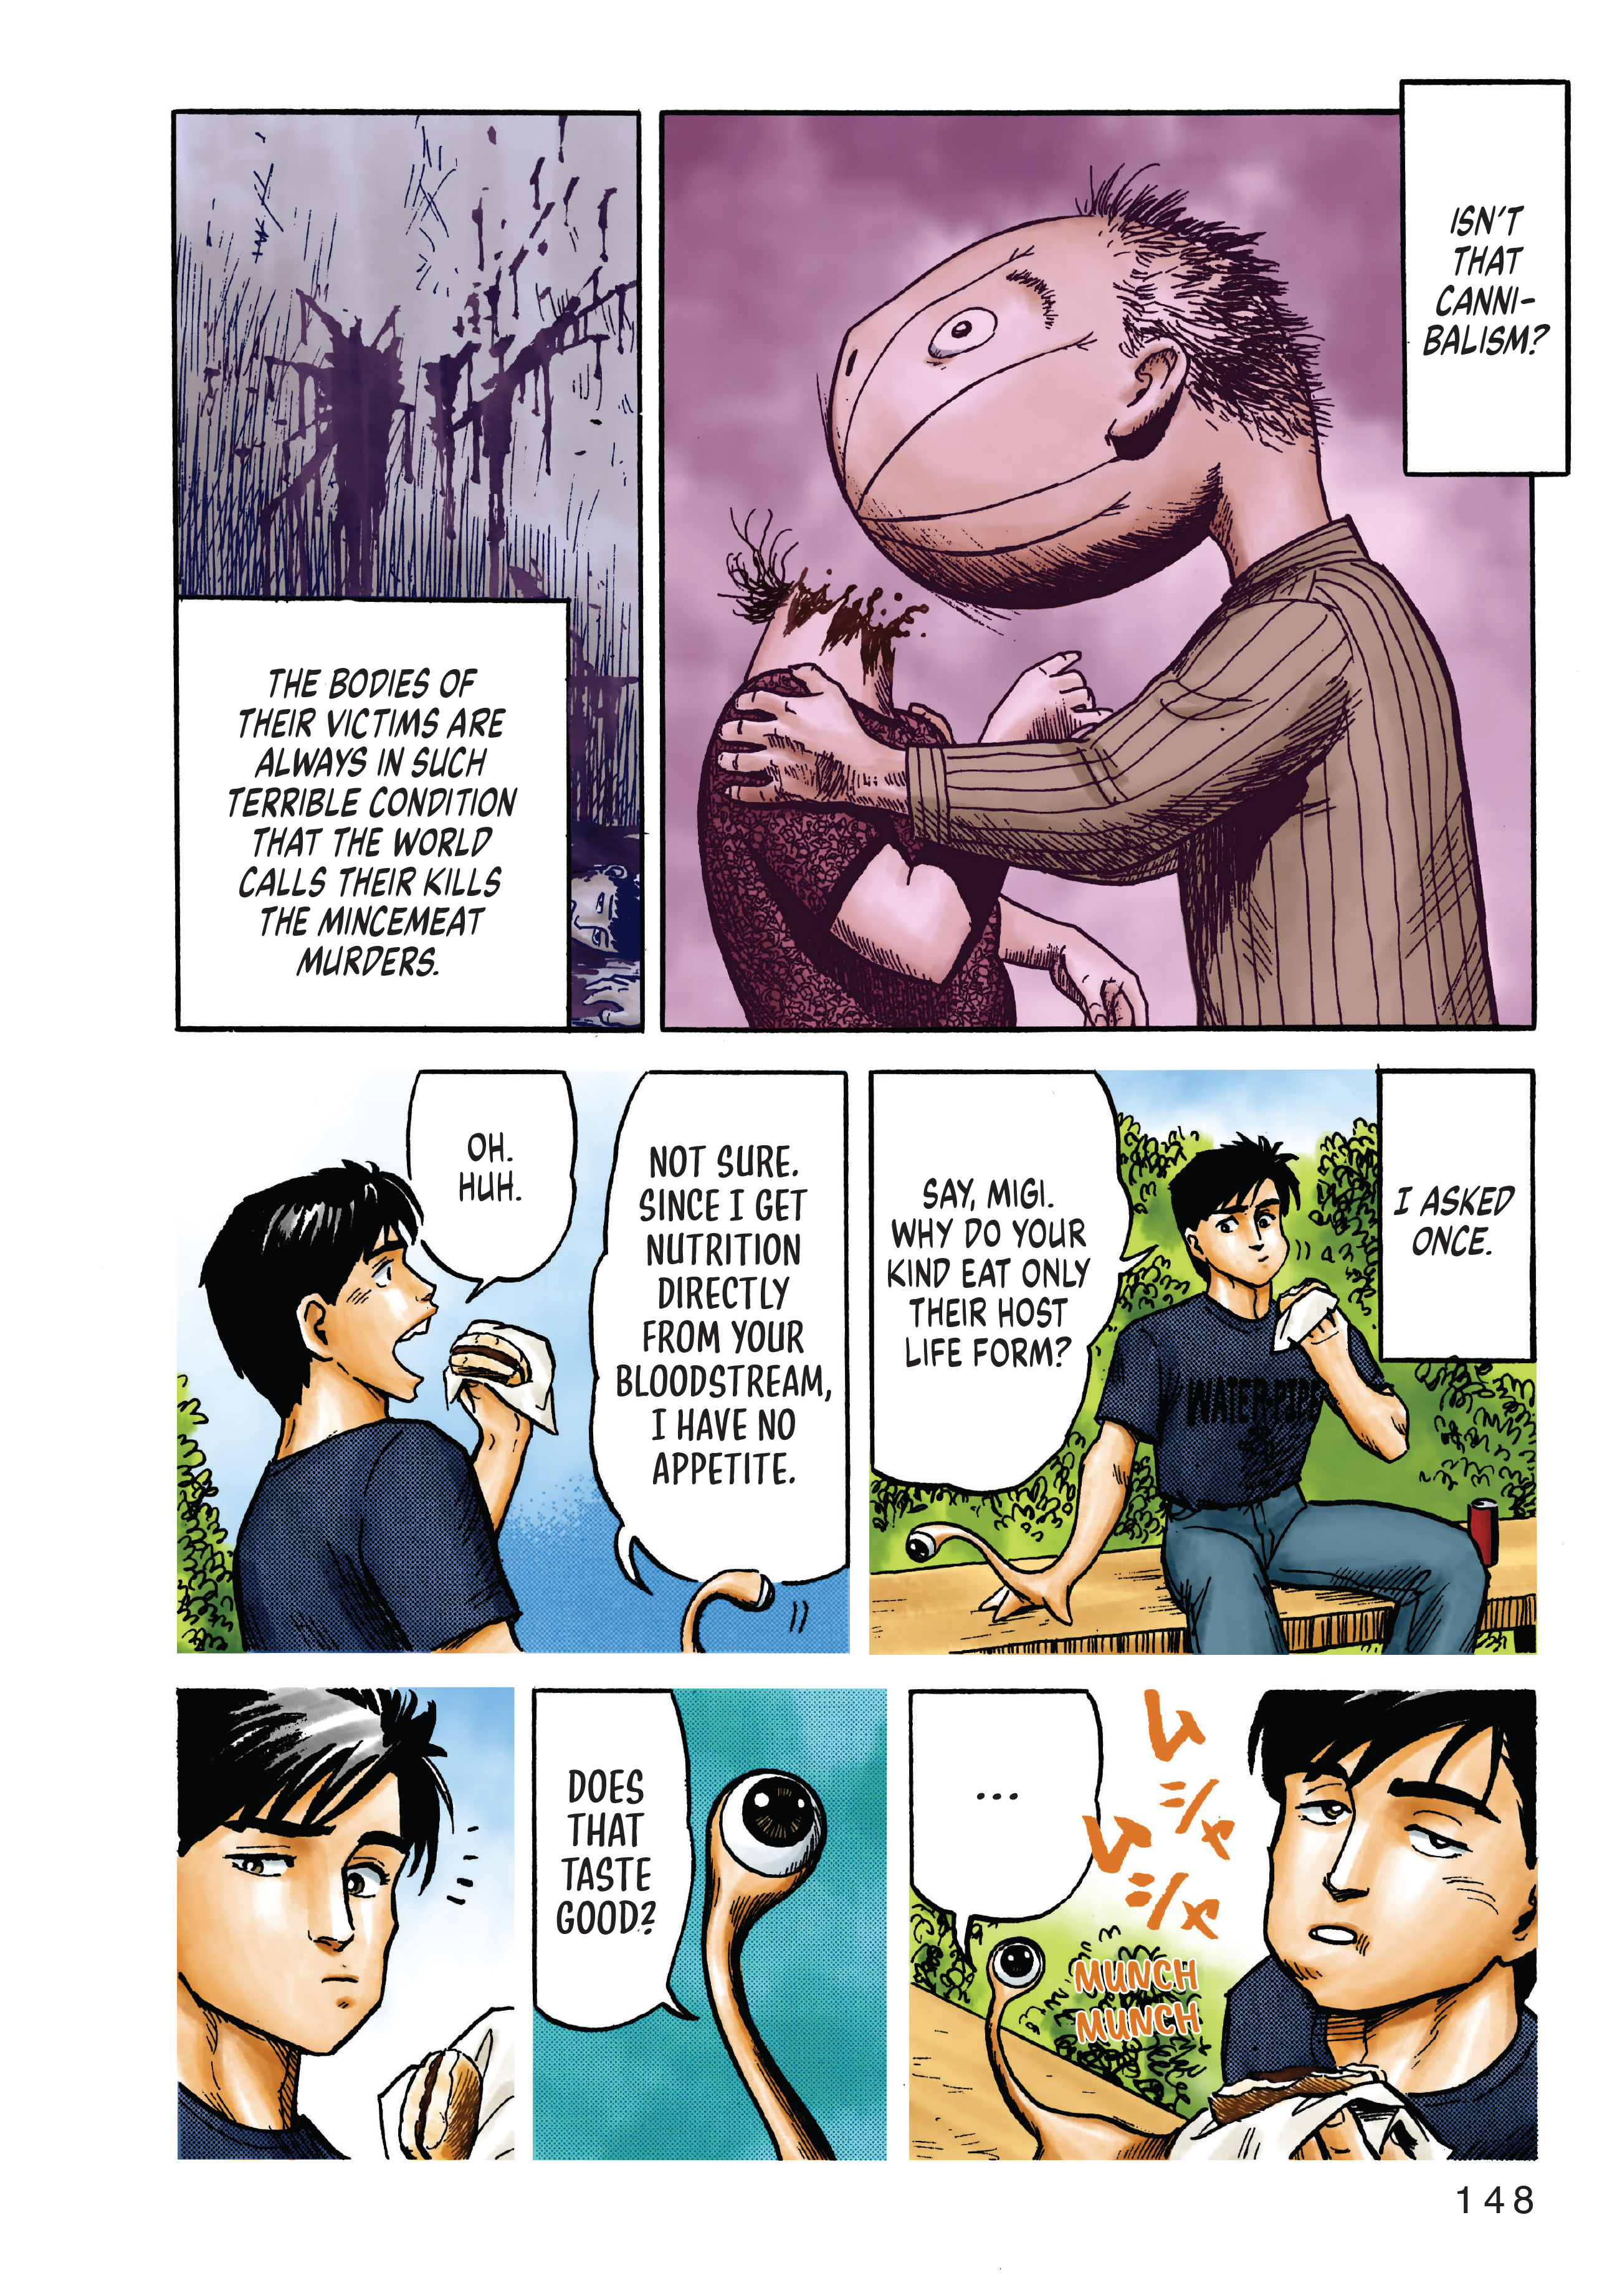 ISN'T
THAT
CANNI-
BALISM?
THE BODIES OF
THEIR VICTIMS ARE
ALWAYS IN SUCH
TERRIBLE CONDITION
THAT THE WORLD
CALLS THEIR KILLS
THE MINCEMEAT
MURDERS.
I ASKED
ONCE.
SAY, MIGI.
WHY DO YOUR
KIND EAT ONLY
THEIR HOST
LIFE FORM?
WATER-PIPE
NOT SURE.
SINCE I GET
NUTRITION
DIRECTLY
FROM YOUR
BLOODSTREAM,
I HAVE NO
APPETITE.
OH.
HUH.
ムシャ
ムシャ
MUNCH
MUNCH
...
DOES
THAT
TASTE
GOOD?
148